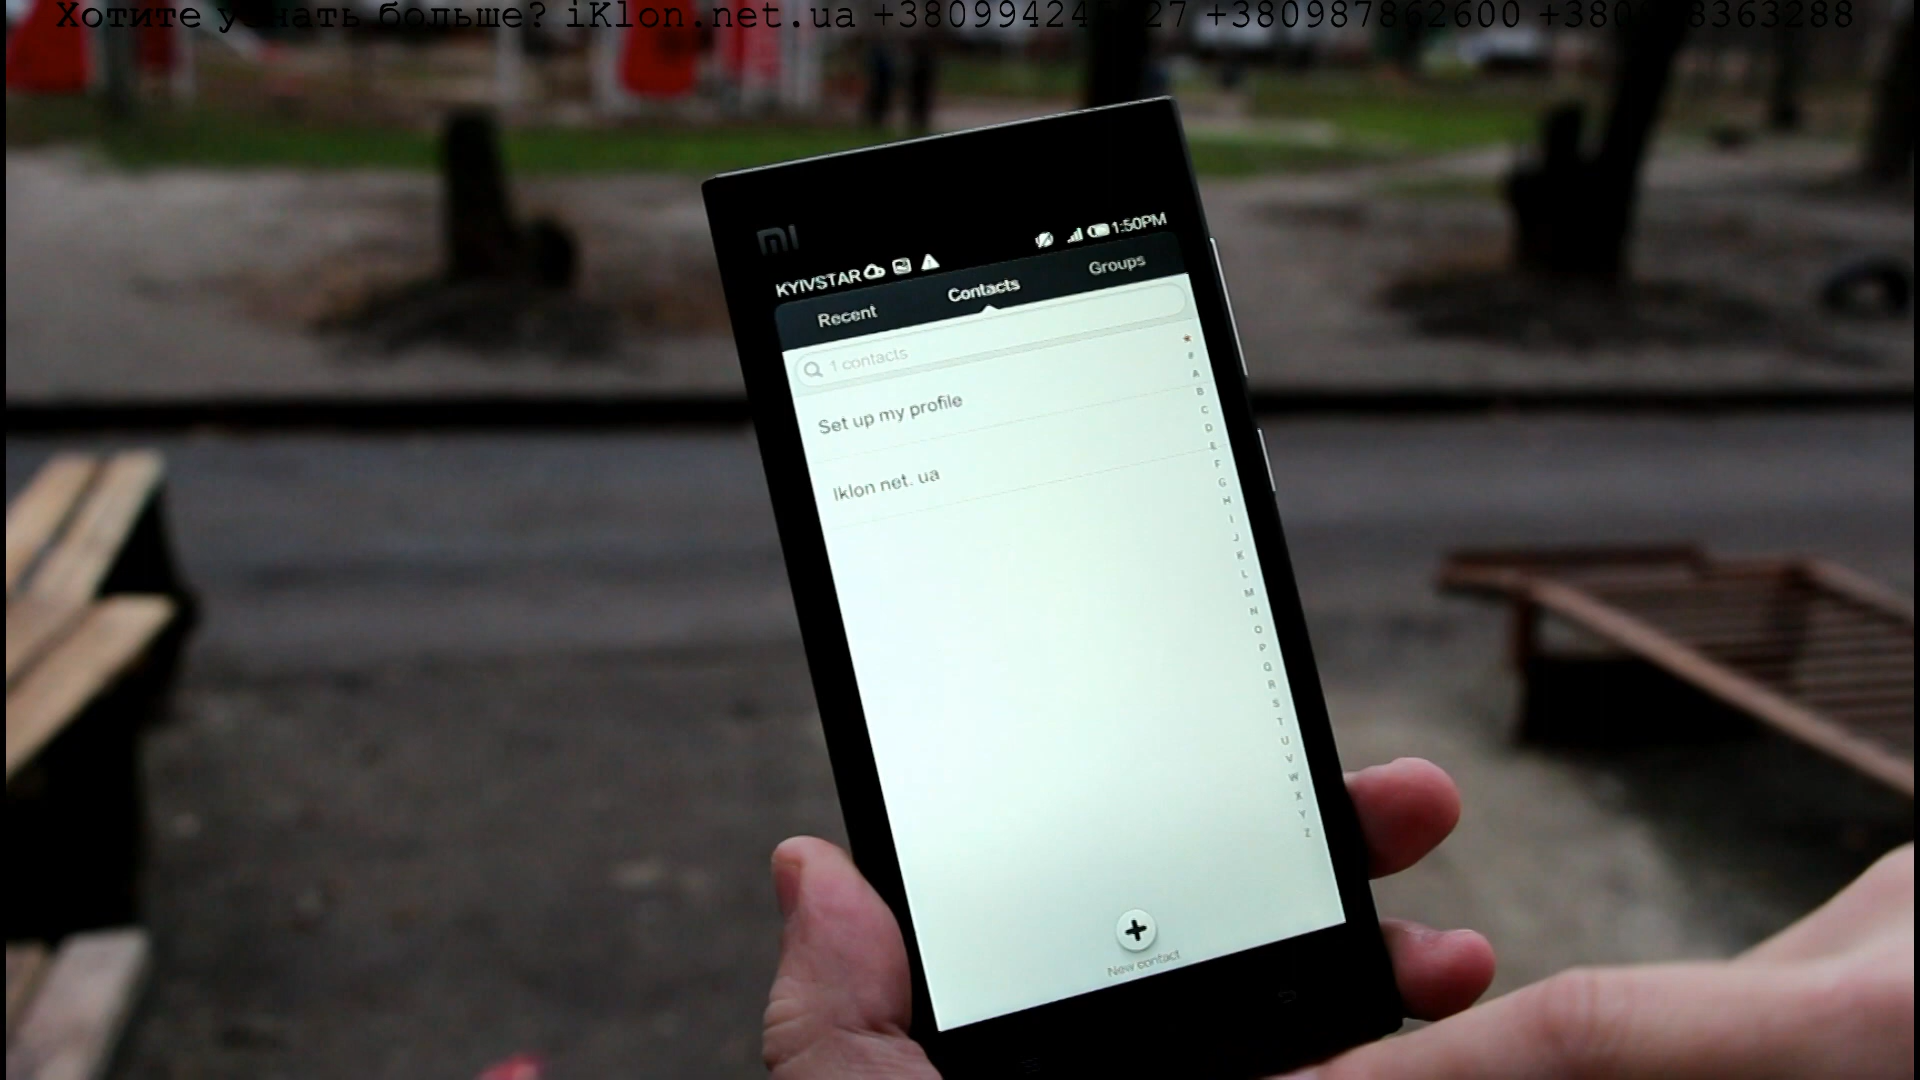 Хотите узнать больше? iKlon.net.ua +380987862600
MI
KYIVSTAR 1:50PM
Recent Contacts Groups
1 contacts
Set up my profile
Iklon net. ua
#
A
B
C
D
E
F
G
H
I
J
K
L
M
N
O
P
Q
R
S
T
U
V
W
X
Y
Z
New contact